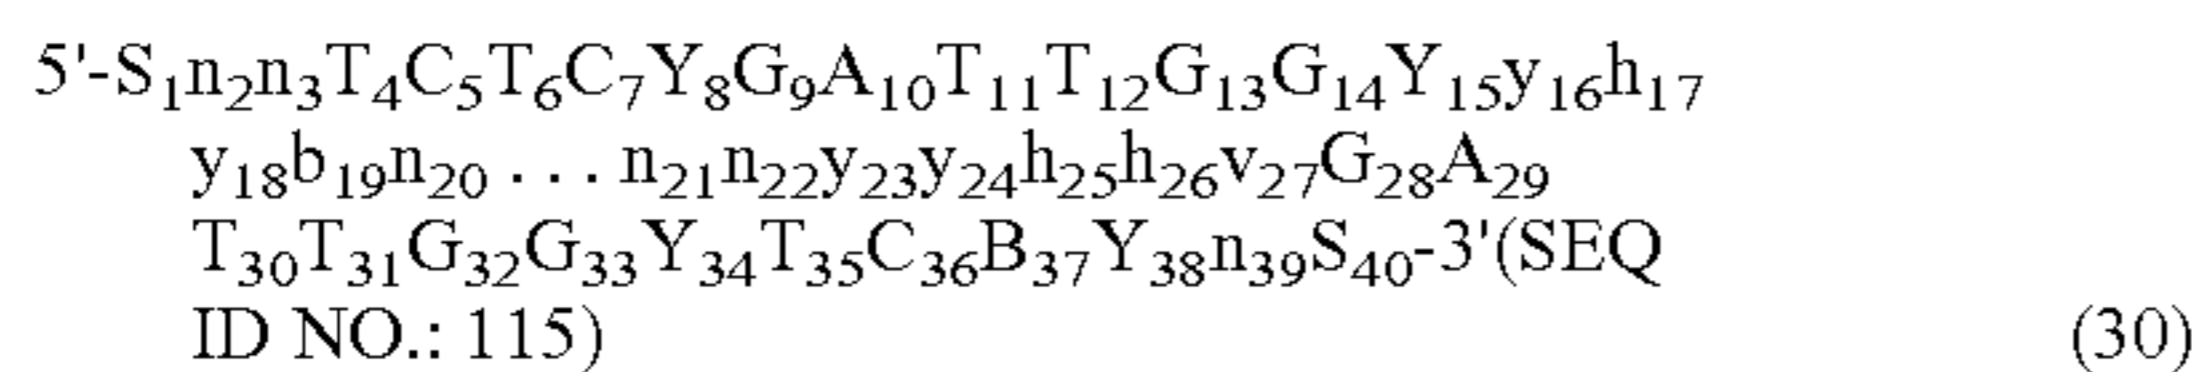 5'-S₁n₂n₃T₄C₅T₆C₇Y₈G₉A₁₀T₁₁T₁₂G₁₃G₁₄Y₁₅y₁₆h₁₇
y₁₈b₁₉n₂₀ . . . n₂₁n₂₂y₂₃y₂₄h₂₅h₂₆v₂₇G₂₈A₂₉
T₃₀T₃₁G₃₂G₃₃Y₃₄T₃₅C₃₆B₃₇Y₃₈n₃₉S₄₀-3'(SEQ
ID NO.: 115) (30)